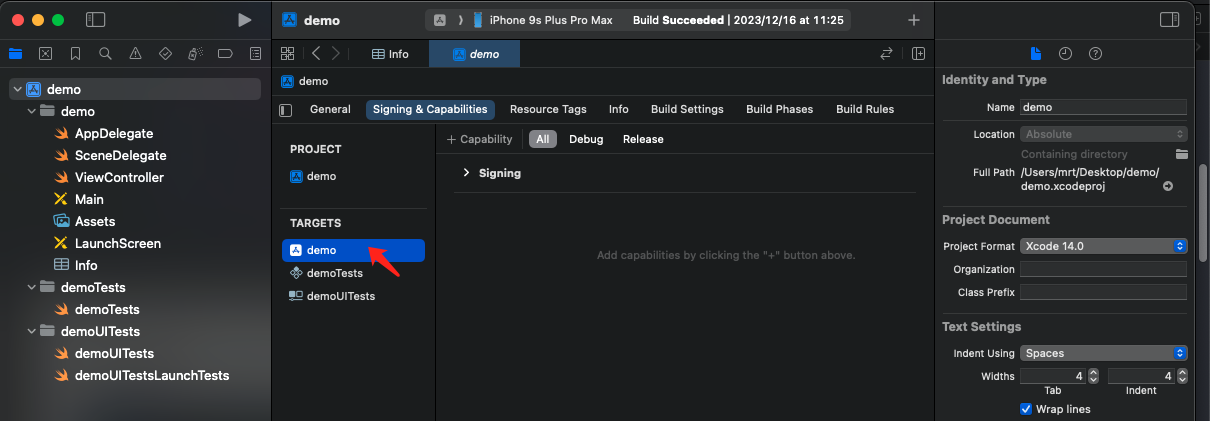 demo
iPhone 9s Plus Pro Max
Build Succeeded | 2023/12/16 at 11:25
Info
demo
demo
General
Signing & Capabilities
Resource Tags
Info
Build Settings
Build Phases
Build Rules
demo
demo
AppDelegate
SceneDelegate
ViewController
Main
Assets
LaunchScreen
Info
demoTests
demoTests
demoUITests
demoUITests
demoUITestsLaunchTests
PROJECT
demo
TARGETS
demo
demoTests
demoUITests
+ Capability
All
Debug
Release
Signing
Add capabilities by clicking the "+" button above.
Identity and Type
Name demo
Location Absolute
Containing directory
Full Path /Users/mrt/Desktop/demo/
demo.xcodeproj
Project Document
Project Format Xcode 14.0
Organization
Class Prefix
Text Settings
Indent Using Spaces
Widths 4 4
Tab Indent
Wrap lines